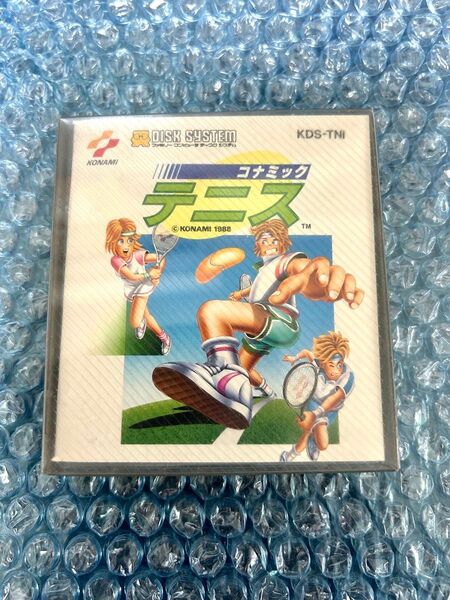 KONAMI
DISK SYSTEM
ファミリー コンピュータ ディスク システム
KDS-TNI
コナミック
テニス
TM
© KONAMI 1988